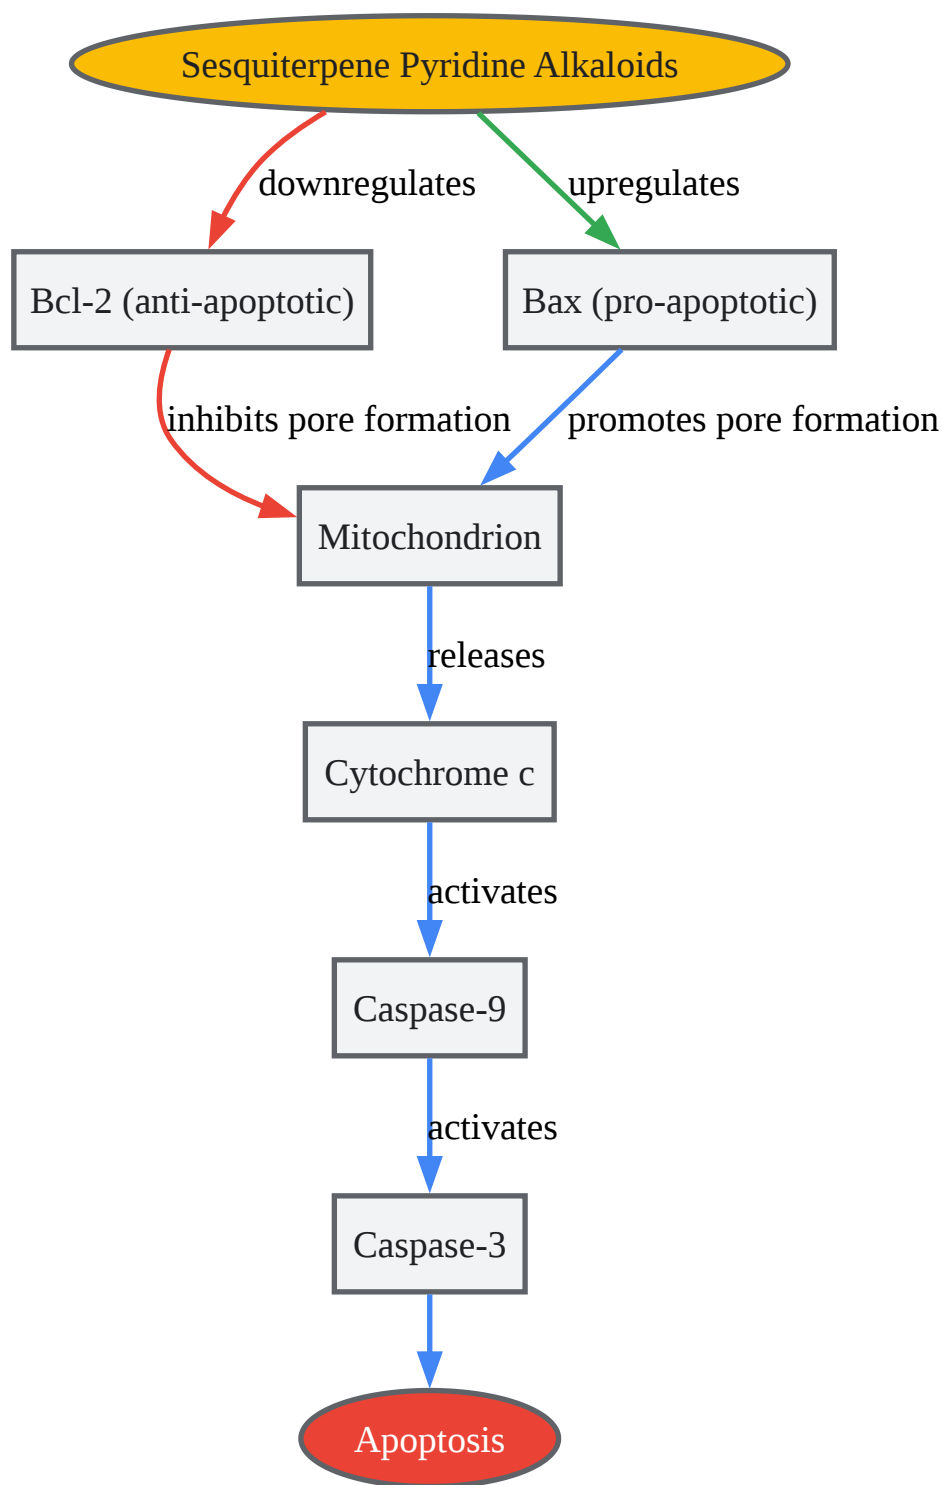 Sesquiterpene Pyridine Alkaloids
downregulates
upregulates
Bcl-2 (anti-apoptotic)
Bax (pro-apoptotic)
inhibits pore formation
promotes pore formation
Mitochondrion
releases
Cytochrome c
activates
Caspase-9
activates
Caspase-3
Apoptosis